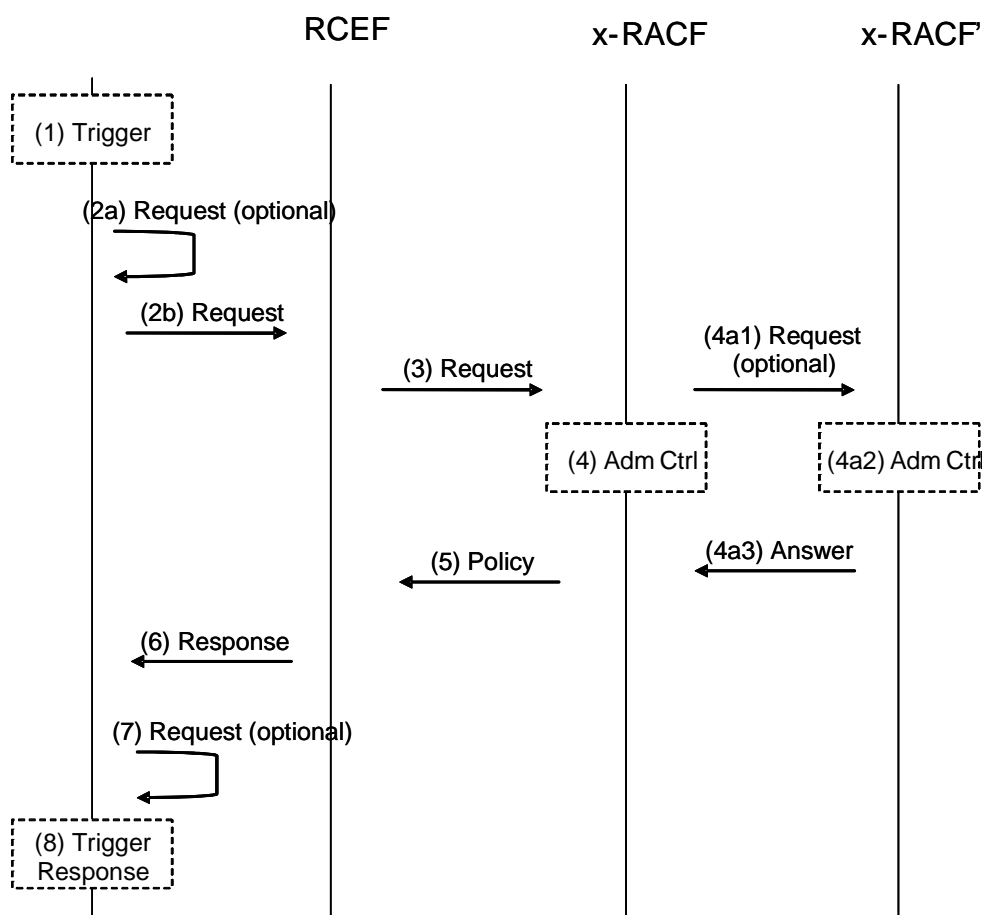 RCEF
x-RACF
x-RACF'
(1) Trigger
(2a) Request (optional)
(2b) Request
(3) Request
(4a1) Request
(optional)
(4) Adm Ctrl
(4a2) Adm Ctrl
(5) Policy
(4a3) Answer
(6) Response
(7) Request (optional)
(8) Trigger
Response